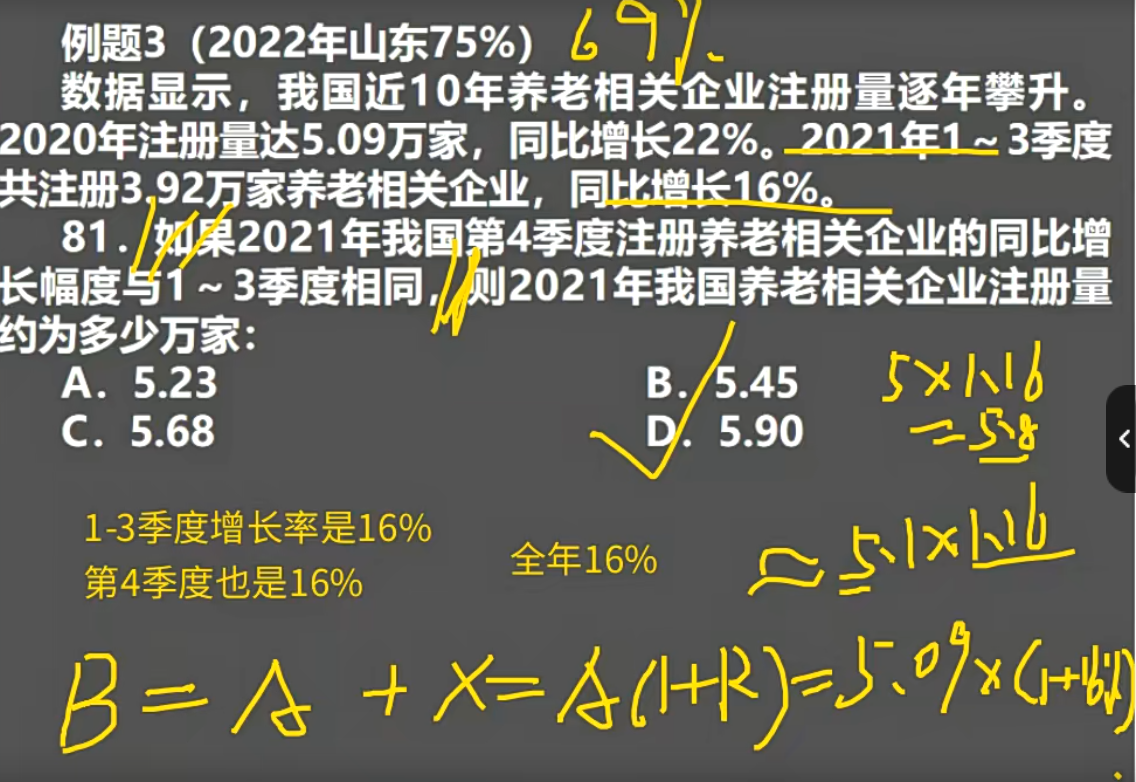 例题3（2022年山东75%） 69%
数据显示，我国近10年养老相关企业注册量逐年攀升。
2020年注册量达5.09万家，同比增长22%。2021年1～3季度
共注册3.92万家养老相关企业，同比增长16%。
81．如果2021年我国第4季度注册养老相关企业的同比增
长幅度与1～3季度相同，则2021年我国养老相关企业注册量
约为多少万家：
A．5.23 B．5.45
C．5.68 D．5.90
5×1.16
=5.8
1-3季度增长率是16%
第4季度也是16%
全年16%
≈5.1×1.16
B=A+X=A(1+R)=5.09×(1+16%)